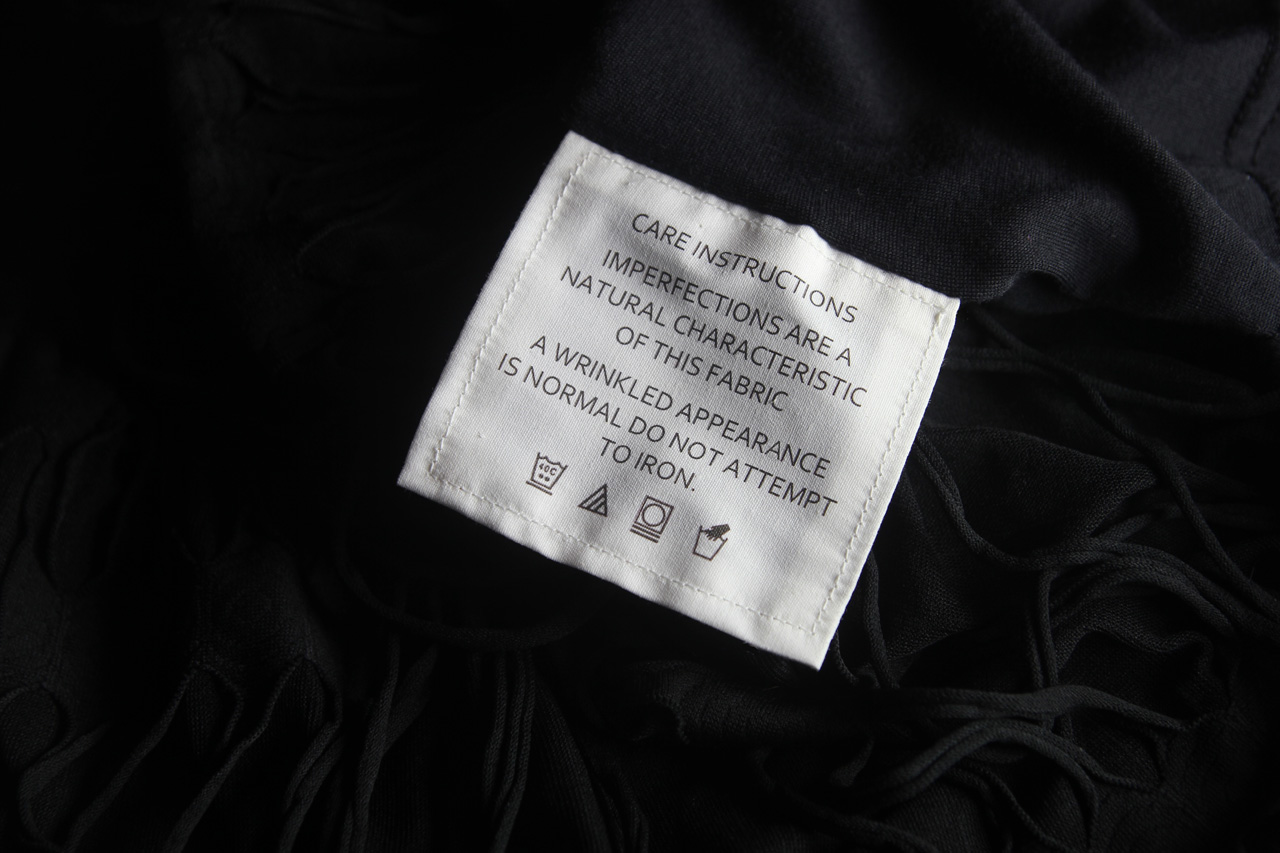 CARE INSTRUCTIONS
IMPERFECTIONS ARE A
NATURAL CHARACTERISTIC
OF THIS FABRIC
A WRINKLED APPEARANCE
IS NORMAL DO NOT ATTEMPT
TO IRON.
40C